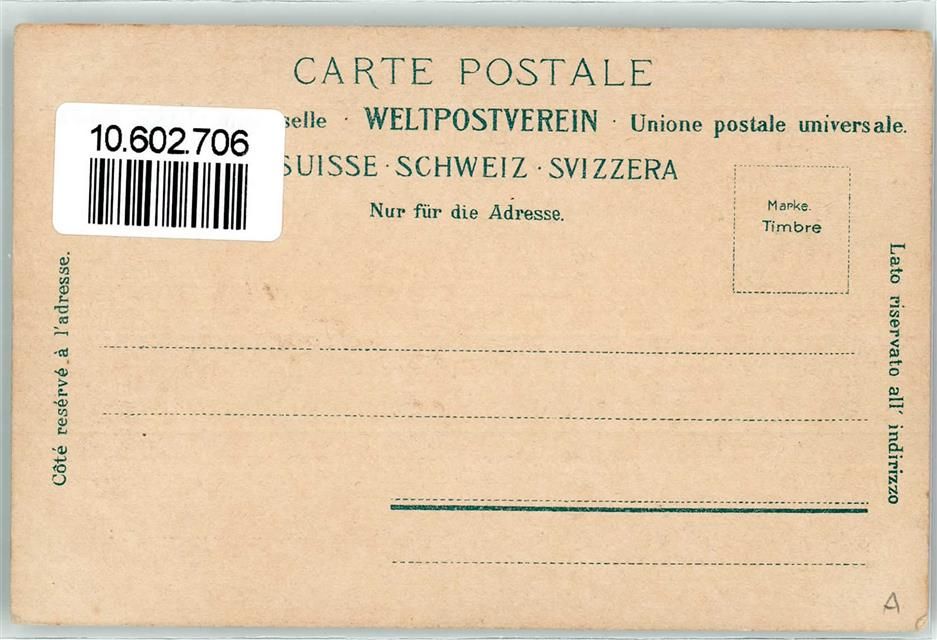 CARTE POSTALE
selle · WELTPOSTVEREIN · Unione postale universale.
SUISSE · SCHWEIZ · SVIZZERA
Nur für die Adresse.
10.602.706
Marke.
Timbre
Côté resérvé à l'adresse.
Lato riservato all' indirizzo
A